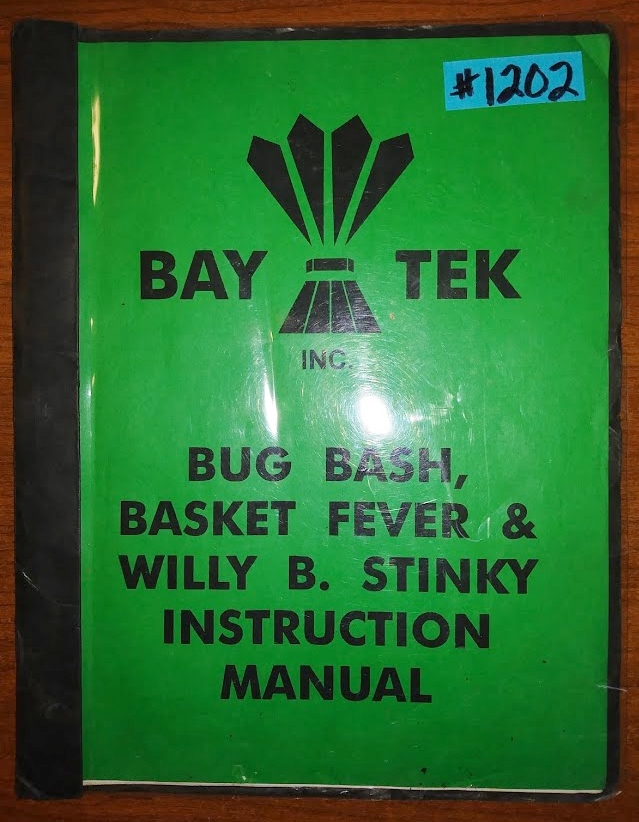 #1202
BAY TEK
INC.
BUG BASH,
BASKET FEVER &
WILLY B. STINKY
INSTRUCTION
MANUAL